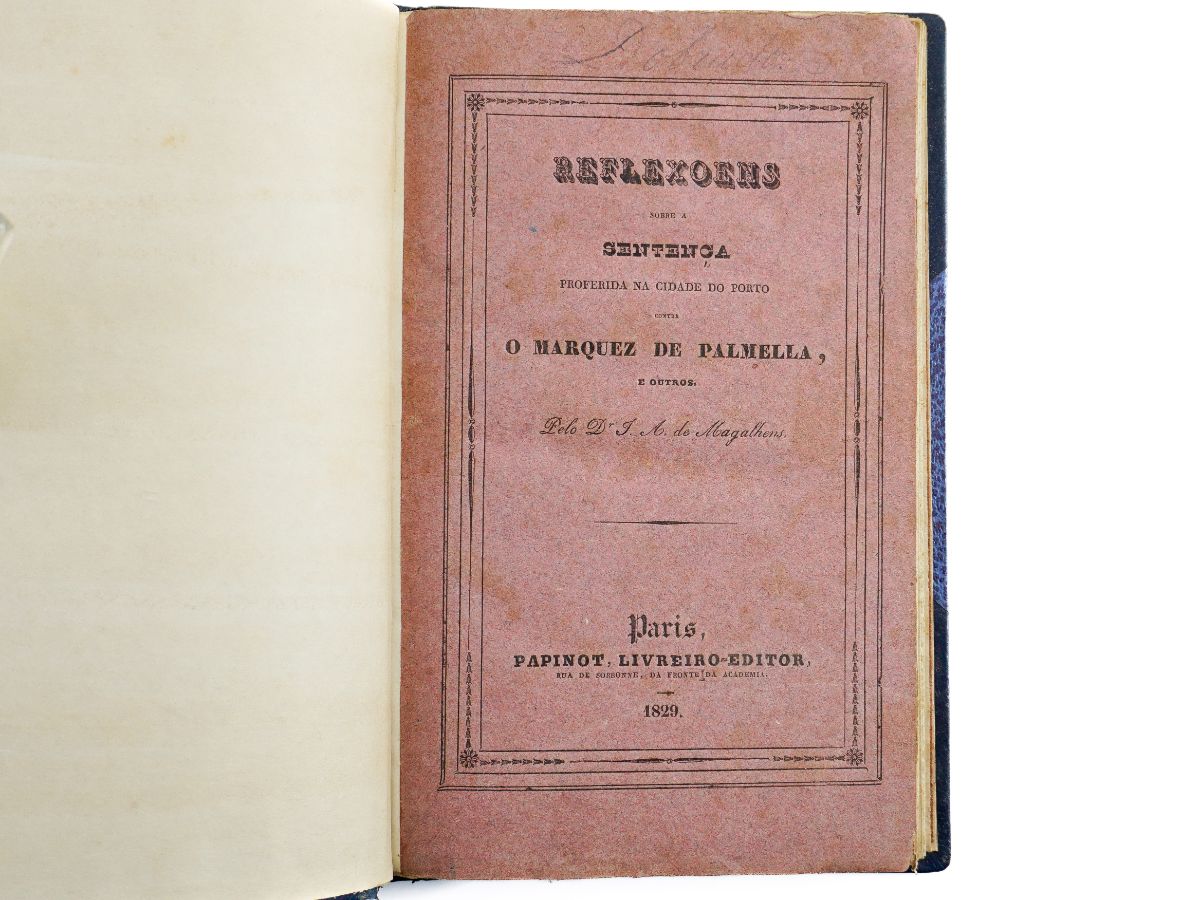 REFLEXOENS
SOBRE A
SENTENÇA
PROFERIDA NA CIDADE DO PORTO
CONTRA
O MARQUEZ DE PALMELLA,
E OUTROS.
Pelo Dr J. A. de Magalhens.
Paris,
PAPINOT, LIVREIRO-EDITOR,
RUA DE SORBONNE, DA FRONTE DA ACADEMIA.
1829.